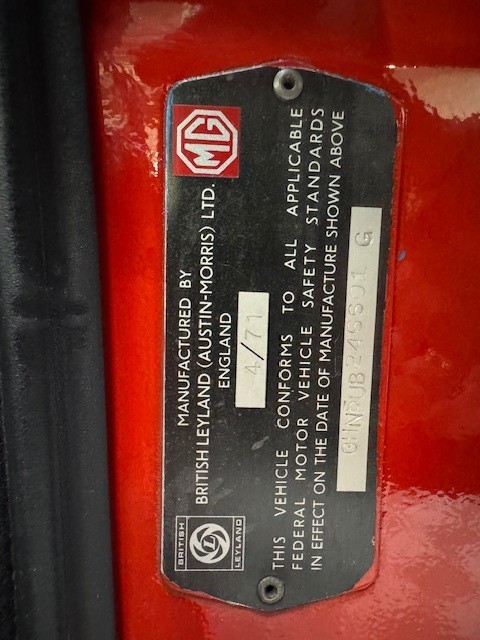 MG
MANUFACTURED BY
BRITISH LEYLAND (AUSTIN-MORRIS) LTD.
ENGLAND
4/71
BRITISH
L
LEYLAND
THIS VEHICLE CONFORMS TO ALL APPLICABLE
FEDERAL MOTOR VEHICLE SAFETY STANDARDS
IN EFFECT ON THE DATE OF MANUFACTURE SHOWN ABOVE
GHN5UB246601 G